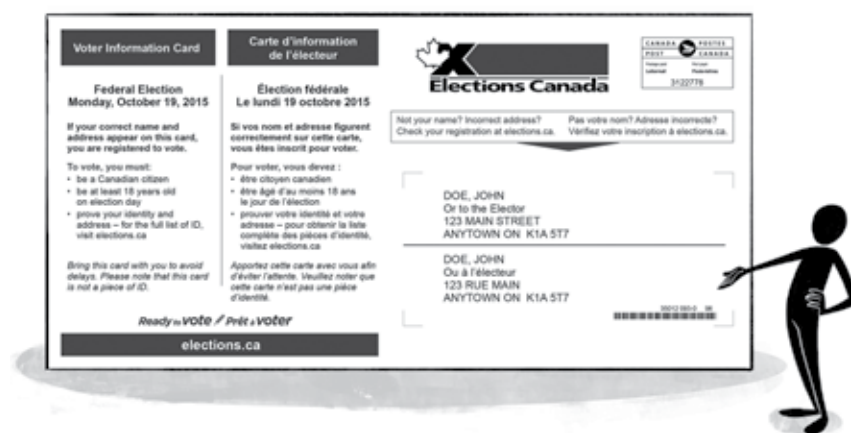 Voter Information Card
Federal Election
Monday, October 19, 2015
If your correct name and
address appear on this card,
you are registered to vote.
To vote, you must:
• be a Canadian citizen
• be at least 18 years old
on election day
• prove your identity and
address – for the full list of ID,
visit elections.ca
Bring this card with you to avoid
delays. Please note that this card
is not a piece of ID.
Carte d'information
de l'électeur
Élection fédérale
Le lundi 19 octobre 2015
Si vos nom et adresse figurent
correctement sur cette carte,
vous êtes inscrit pour voter.
Pour voter, vous devez :
• être citoyen canadien
• être âgé d'au moins 18 ans
le jour de l'élection
• prouver votre identité et votre
adresse – pour obtenir la liste
complète des pièces d'identité,
visitez elections.ca
Apportez cette carte avec vous afin
d'éviter l'attente. Veuillez noter que
cette carte n'est pas une pièce
d'identité.
Ready to vote / Prêt à voter
elections.ca
Elections Canada
CANADA POSTES
POST CANADA
3122778
Not your name? Incorrect address?
Check your registration at elections.ca.
Pas votre nom? Adresse incorrecte?
Vérifiez votre inscription à elections.ca.
DOE, JOHN
Or to the Elector
123 MAIN STREET
ANYTOWN ON K1A 5T7
DOE, JOHN
Ou à l'électeur
123 RUE MAIN
ANYTOWN ON K1A 5T7